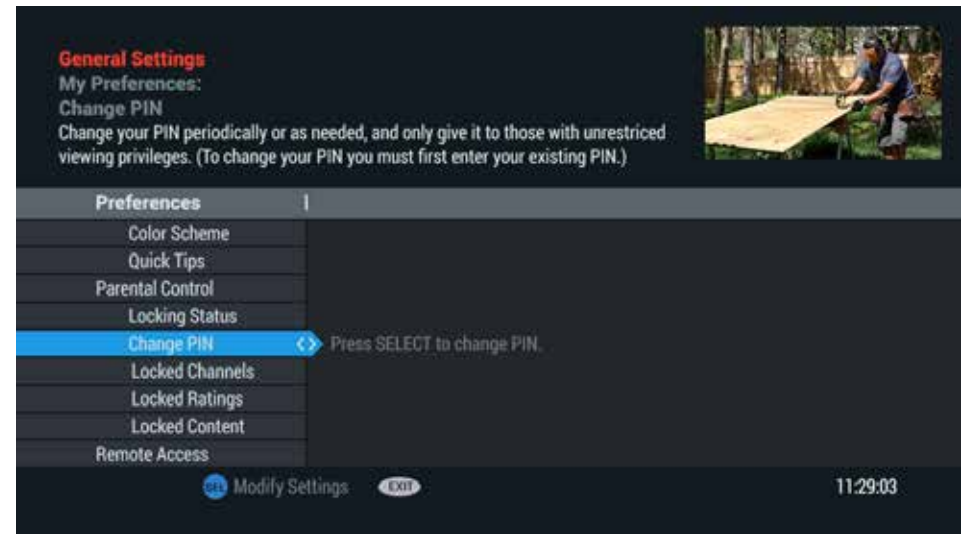 General Settings
My Preferences:
Change PIN
Change your PIN periodically or as needed, and only give it to those with unrestriced
viewing privileges. (To change your PIN you must first enter your existing PIN.)
Preferences
Color Scheme
Quick Tips
Parental Control
Locking Status
Change PIN <> Press SELECT to change PIN.
Locked Channels
Locked Ratings
Locked Content
Remote Access
SEL Modify Settings EXIT 11:29:03